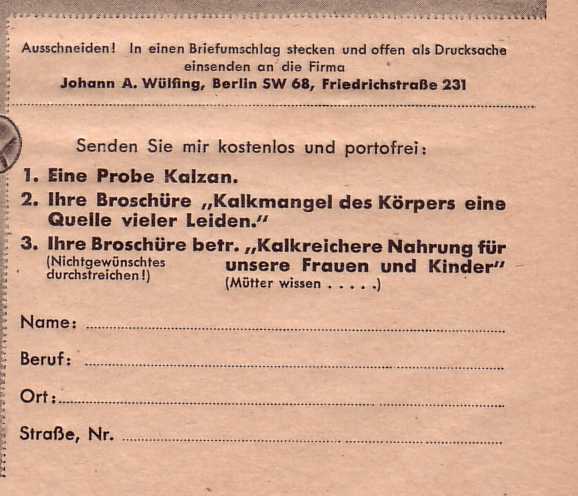 Ausschneiden! In einen Briefumschlag stecken und offen als Drucksache
einsenden an die Firma
Johann A. Wülfing, Berlin SW 68, Friedrichstraße 231
Senden Sie mir kostenlos und portofrei:
1. Eine Probe Kalzan.
2. Ihre Broschüre „Kalkmangel des Körpers eine
Quelle vieler Leiden."
3. Ihre Broschüre betr. „Kalkreichere Nahrung für
(Nichtgewünschtes unsere Frauen und Kinder"
durchstreichen!) (Mütter wissen . . . . .)
Name:
Beruf:
Ort:
Straße, Nr.